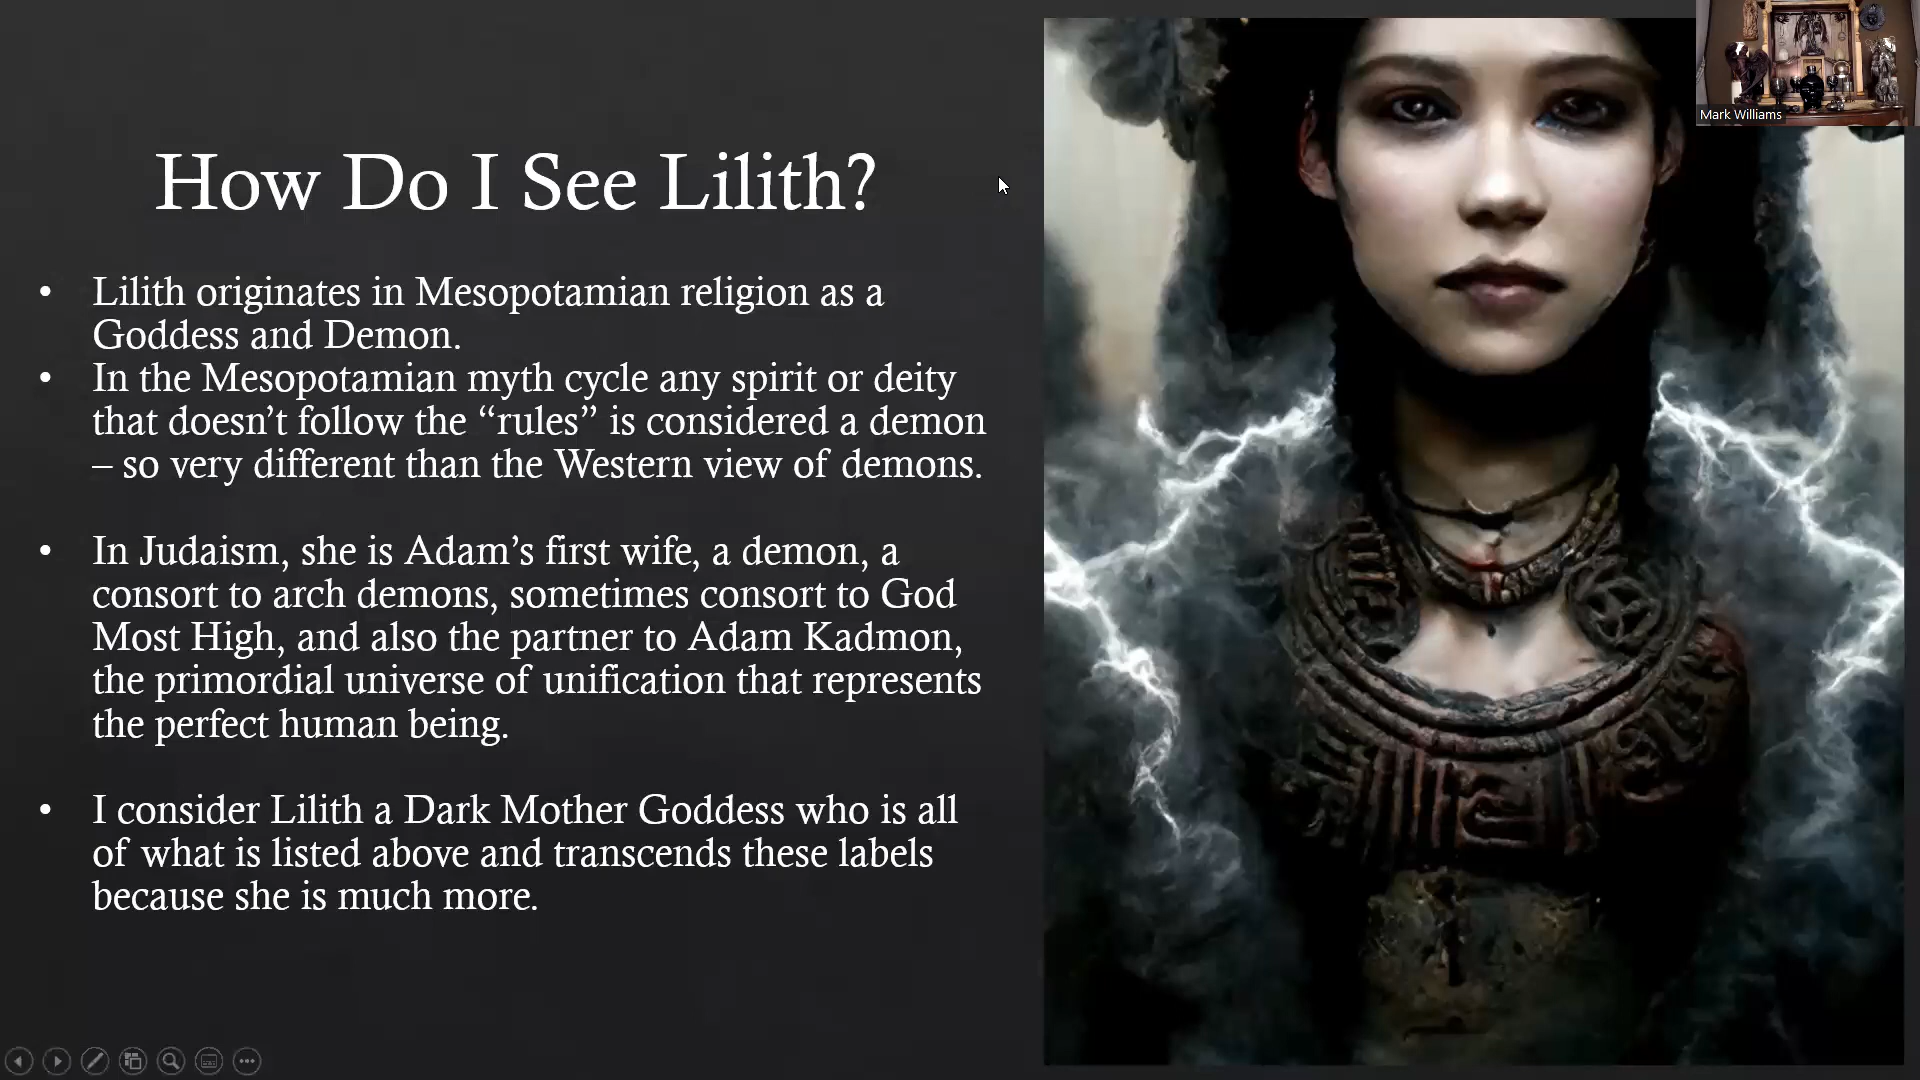 Mark Williams
How Do I See Lilith?
• Lilith originates in Mesopotamian religion as a
Goddess and Demon.
• In the Mesopotamian myth cycle any spirit or deity
that doesn’t follow the “rules” is considered a demon
– so very different than the Western view of demons.
• In Judaism, she is Adam’s first wife, a demon, a
consort to arch demons, sometimes consort to God
Most High, and also the partner to Adam Kadmon,
the primordial universe of unification that represents
the perfect human being.
• I consider Lilith a Dark Mother Goddess who is all
of what is listed above and transcends these labels
because she is much more.